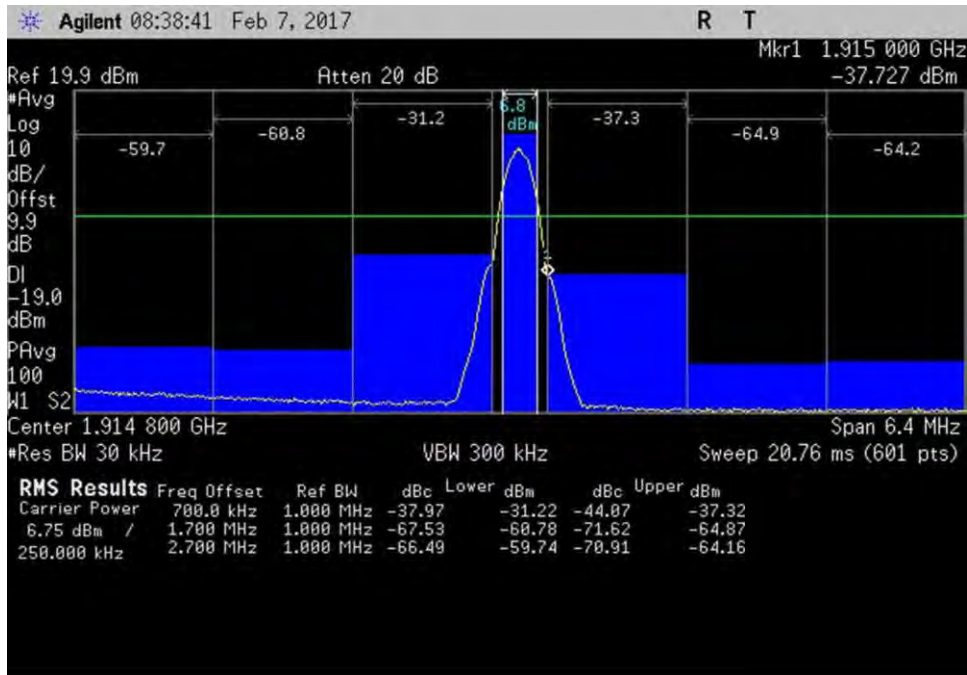 Agilent 08:38:41 Feb 7, 2017 R T
Mkr1 1.915 000 GHz
Ref 19.9 dBm Atten 20 dB -37.727 dBm
#Avg
Log
10
dB/
Offst
9.9
dB
DI
-19.0
dBm
PAvg
100
W1 S2
-59.7 -60.8 -31.2 6.8 dBm -37.3 -64.9 -64.2
1
Center 1.914 800 GHz Span 6.4 MHz
#Res BW 30 kHz VBW 300 kHz Sweep 20.76 ms (601 pts)
RMS Results Freq Offset Ref BW dBc Lower dBm dBc Upper dBm
Carrier Power 700.0 kHz 1.000 MHz -37.97 -31.22 -44.07 -37.32
6.75 dBm / 1.700 MHz 1.000 MHz -67.53 -60.78 -71.62 -64.87
250.000 kHz 2.700 MHz 1.000 MHz -66.49 -59.74 -70.91 -64.16